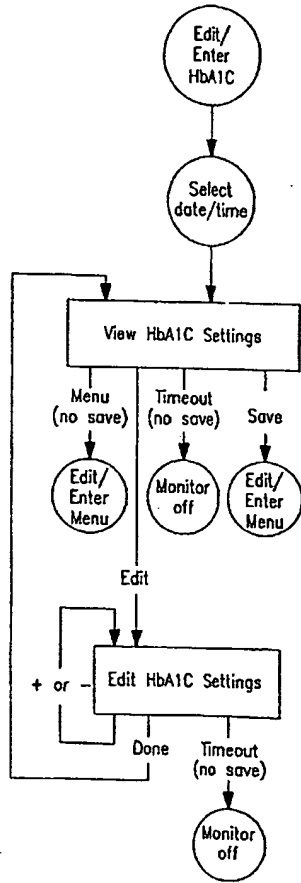 Edit/
Enter
HbA1C
Select
date/time
View HbA1C Settings
Menu
(no save)
Timeout
(no save)
Save
Edit/
Enter
Menu
Monitor
off
Edit/
Enter
Menu
Edit
+ or -
Edit HbA1C Settings
Done
Timeout
(no save)
Monitor
off